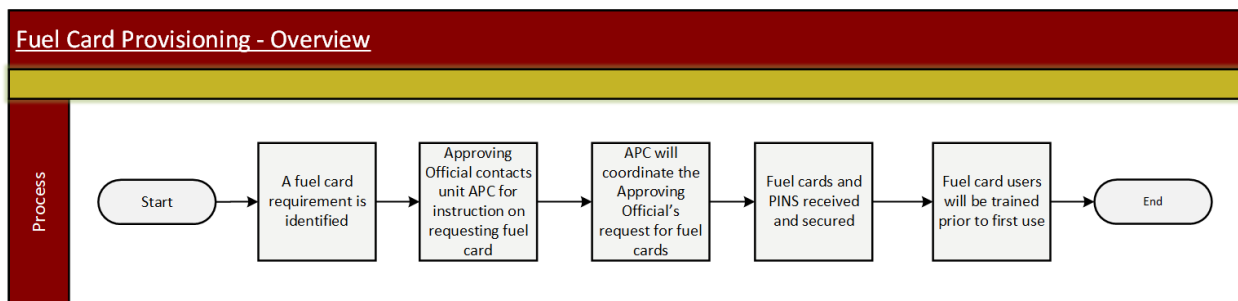 Fuel Card Provisioning - Overview
Process
Start
A fuel card
requirement is
identified
Approving
Official contacts
unit APC for
instruction on
requesting fuel
card
APC will
coordinate the
Approving
Official's
request for fuel
cards
Fuel cards and
PINS received
and secured
Fuel card users
will be trained
prior to first use
End